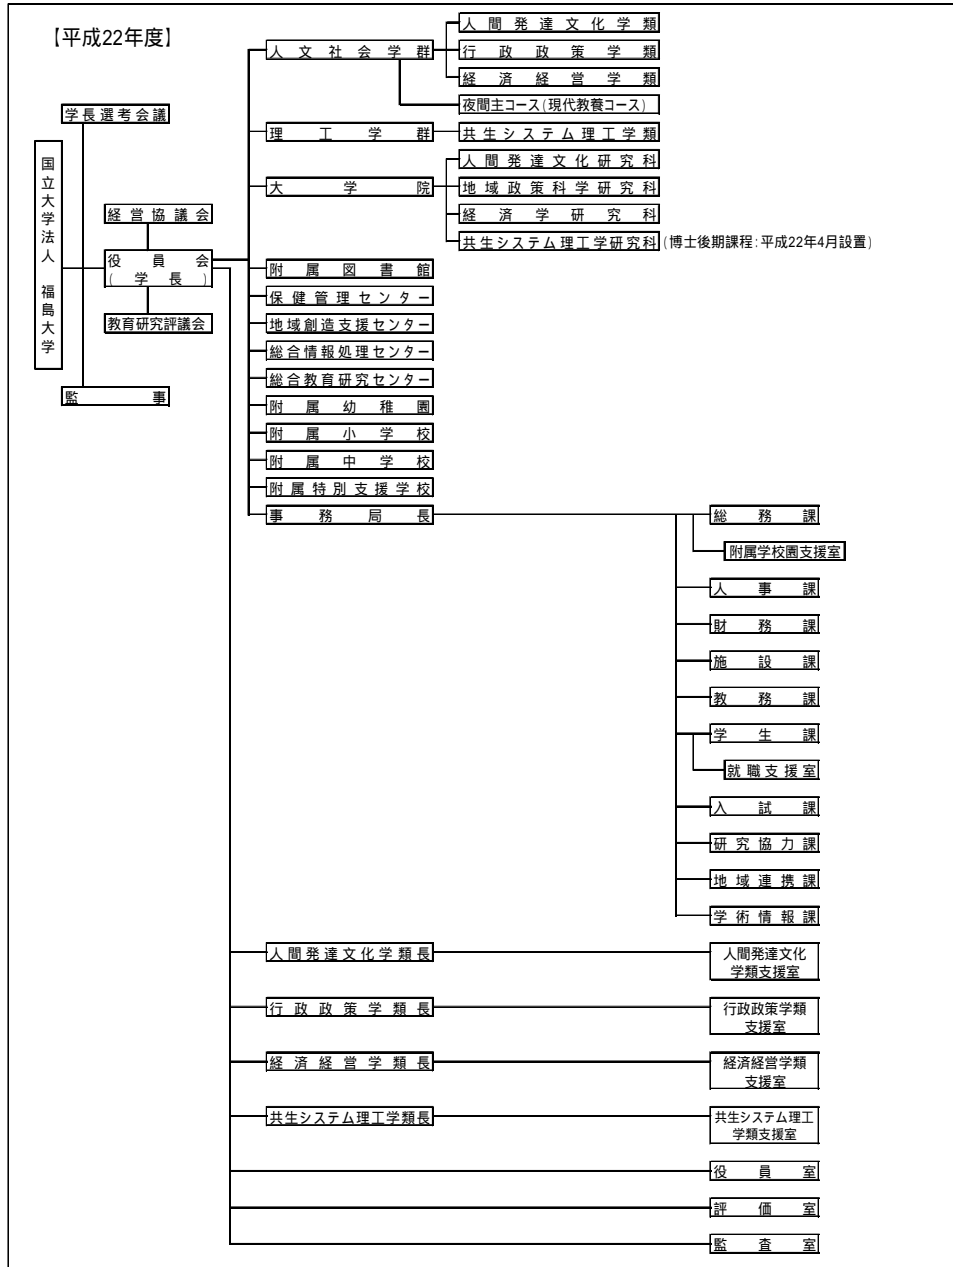 【平成22年度】
人文社会学群
人間発達文化学類
行政政策学類
経済経営学類
夜間主コース(現代教養コース)
学長選考会議
理工学群
共生システム理工学類
国立大学法人 福島大学
大学院
人間発達文化研究科
地域政策科学研究科
経済学研究科
共生システム理工学研究科 (博士後期課程:平成22年4月設置)
経営協議会
役員会
(学長)
教育研究評議会
監事
附属図書館
保健管理センター
地域創造支援センター
総合情報処理センター
総合教育研究センター
附属幼稚園
附属小学校
附属中学校
附属特別支援学校
事務局長
総務課
附属学校園支援室
人事課
財務課
施設課
教務課
学生課
就職支援室
入試課
研究協力課
地域連携課
学術情報課
人間発達文化学類長
人間発達文化
学類支援室
行政政策学類長
行政政策学類
支援室
経済経営学類長
経済経営学類
支援室
共生システム理工学類長
共生システム理工
学類支援室
役員室
評価室
監査室